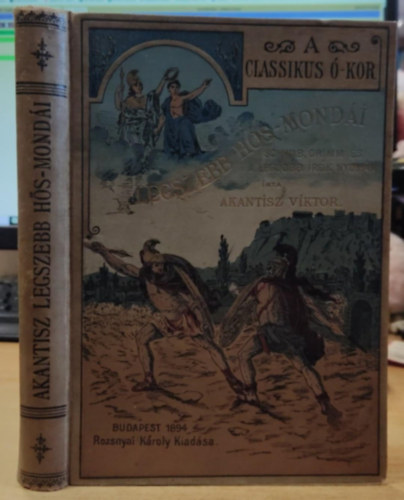 AKANTISZ LEGSZEBB HŐS-MONDÁI
A
CLASSIKUS Ó-KOR
LEGSZEBB HŐS-MONDÁI
AKANTISZ VIKTOR.
BUDAPEST 1894
Rozsnyai Károly Kiadása